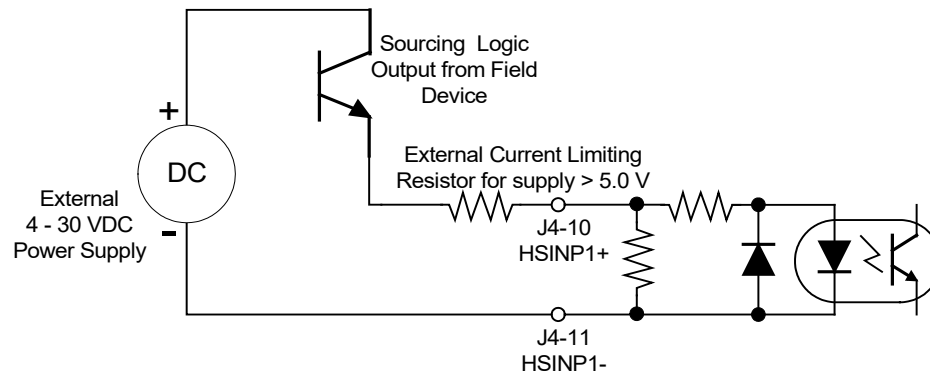 Sourcing Logic
Output from Field
Device
+
DC
External
4 - 30 VDC
Power Supply
-
External Current Limiting
Resistor for supply > 5.0 V
J4-10
HSINP1+
J4-11
HSINP1-